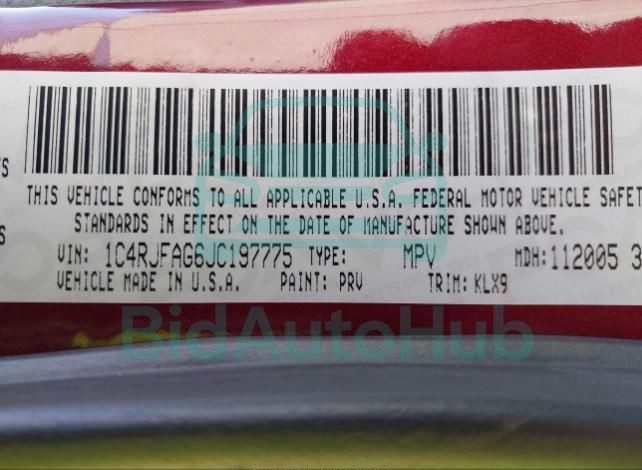 THIS VEHICLE CONFORMS TO ALL APPLICABLE U.S.A. FEDERAL MOTOR VEHICLE SAFET
STANDARDS IN EFFECT ON THE DATE OF MANUFACTURE SHOWN ABOVE.
VIN: 1C4RJFAG6JC197775 TYPE: MPV MDH:112005 3
VEHICLE MADE IN U.S.A. PAINT: PRV TRIM: KLX9
BidAutoHub